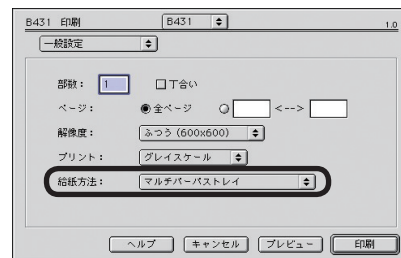 B431 印刷 B431 1.0
一般設定
部数： 1 丁合い
ページ： 全ページ <-->
解像度： ふつう (600x600)
プリント： グレイスケール
給紙方法： マルチパーパストレイ
ヘルプ キャンセル プレビュー 印刷